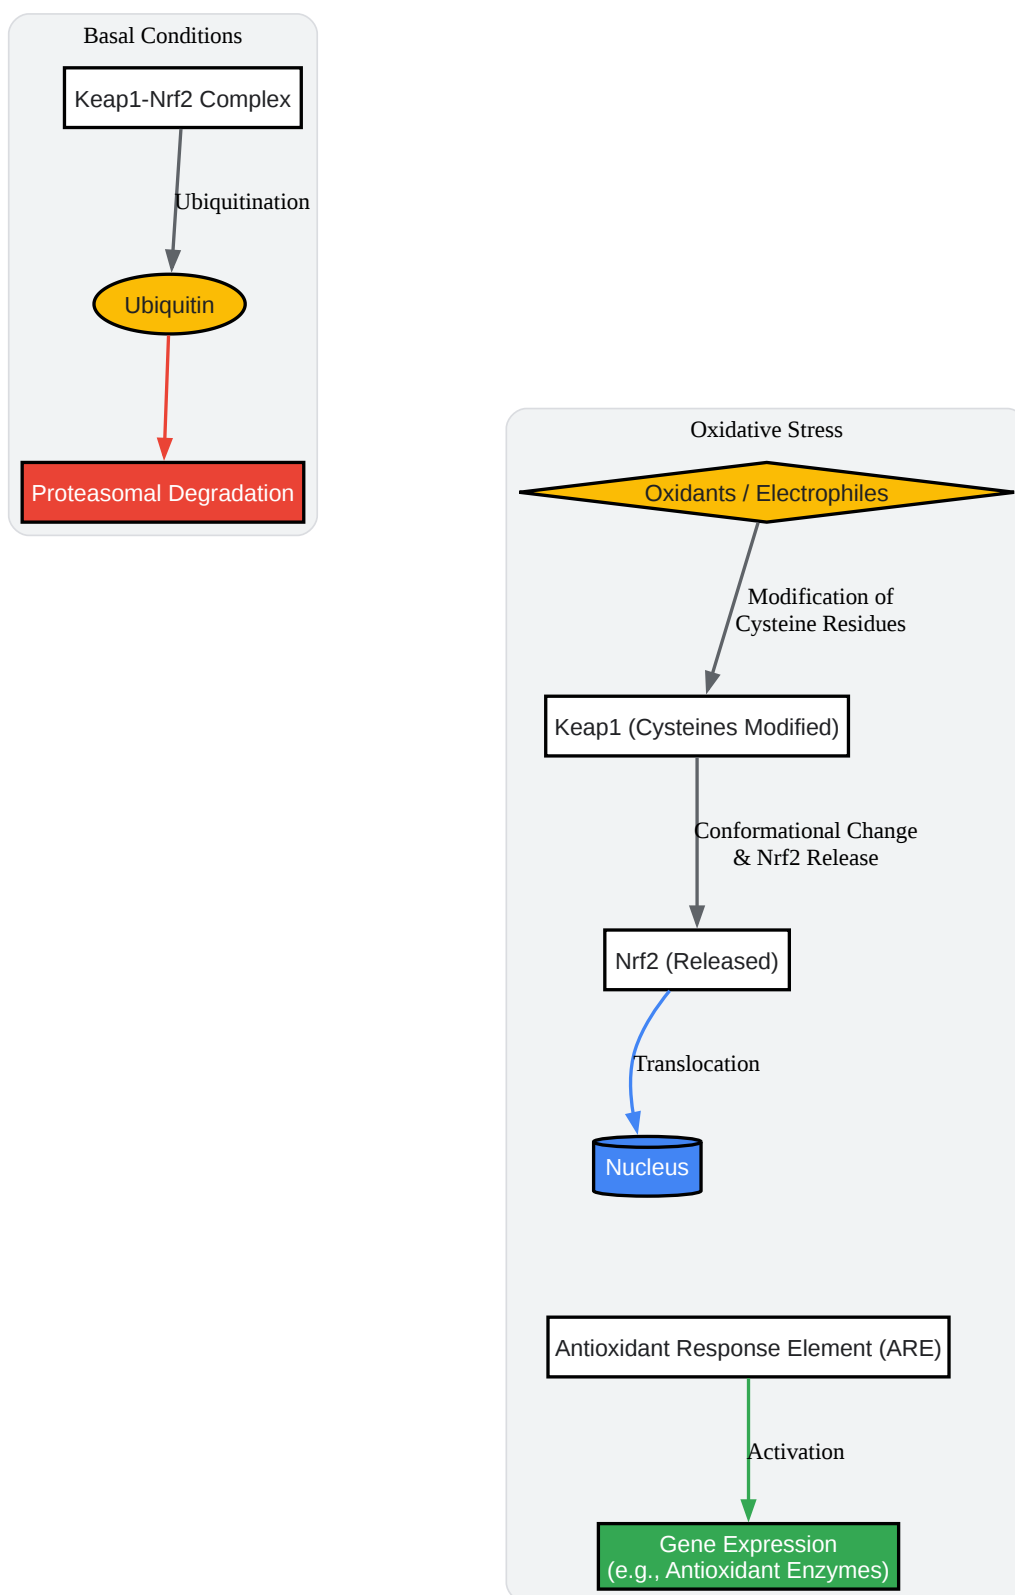 Basal Conditions
Keap1-Nrf2 Complex
Ubiquitination
Ubiquitin
Proteasomal Degradation
Oxidative Stress
Oxidants / Electrophiles
Modification of
Cysteine Residues
Keap1 (Cysteines Modified)
Conformational Change
& Nrf2 Release
Nrf2 (Released)
Translocation
Nucleus
Antioxidant Response Element (ARE)
Activation
Gene Expression
(e.g., Antioxidant Enzymes)